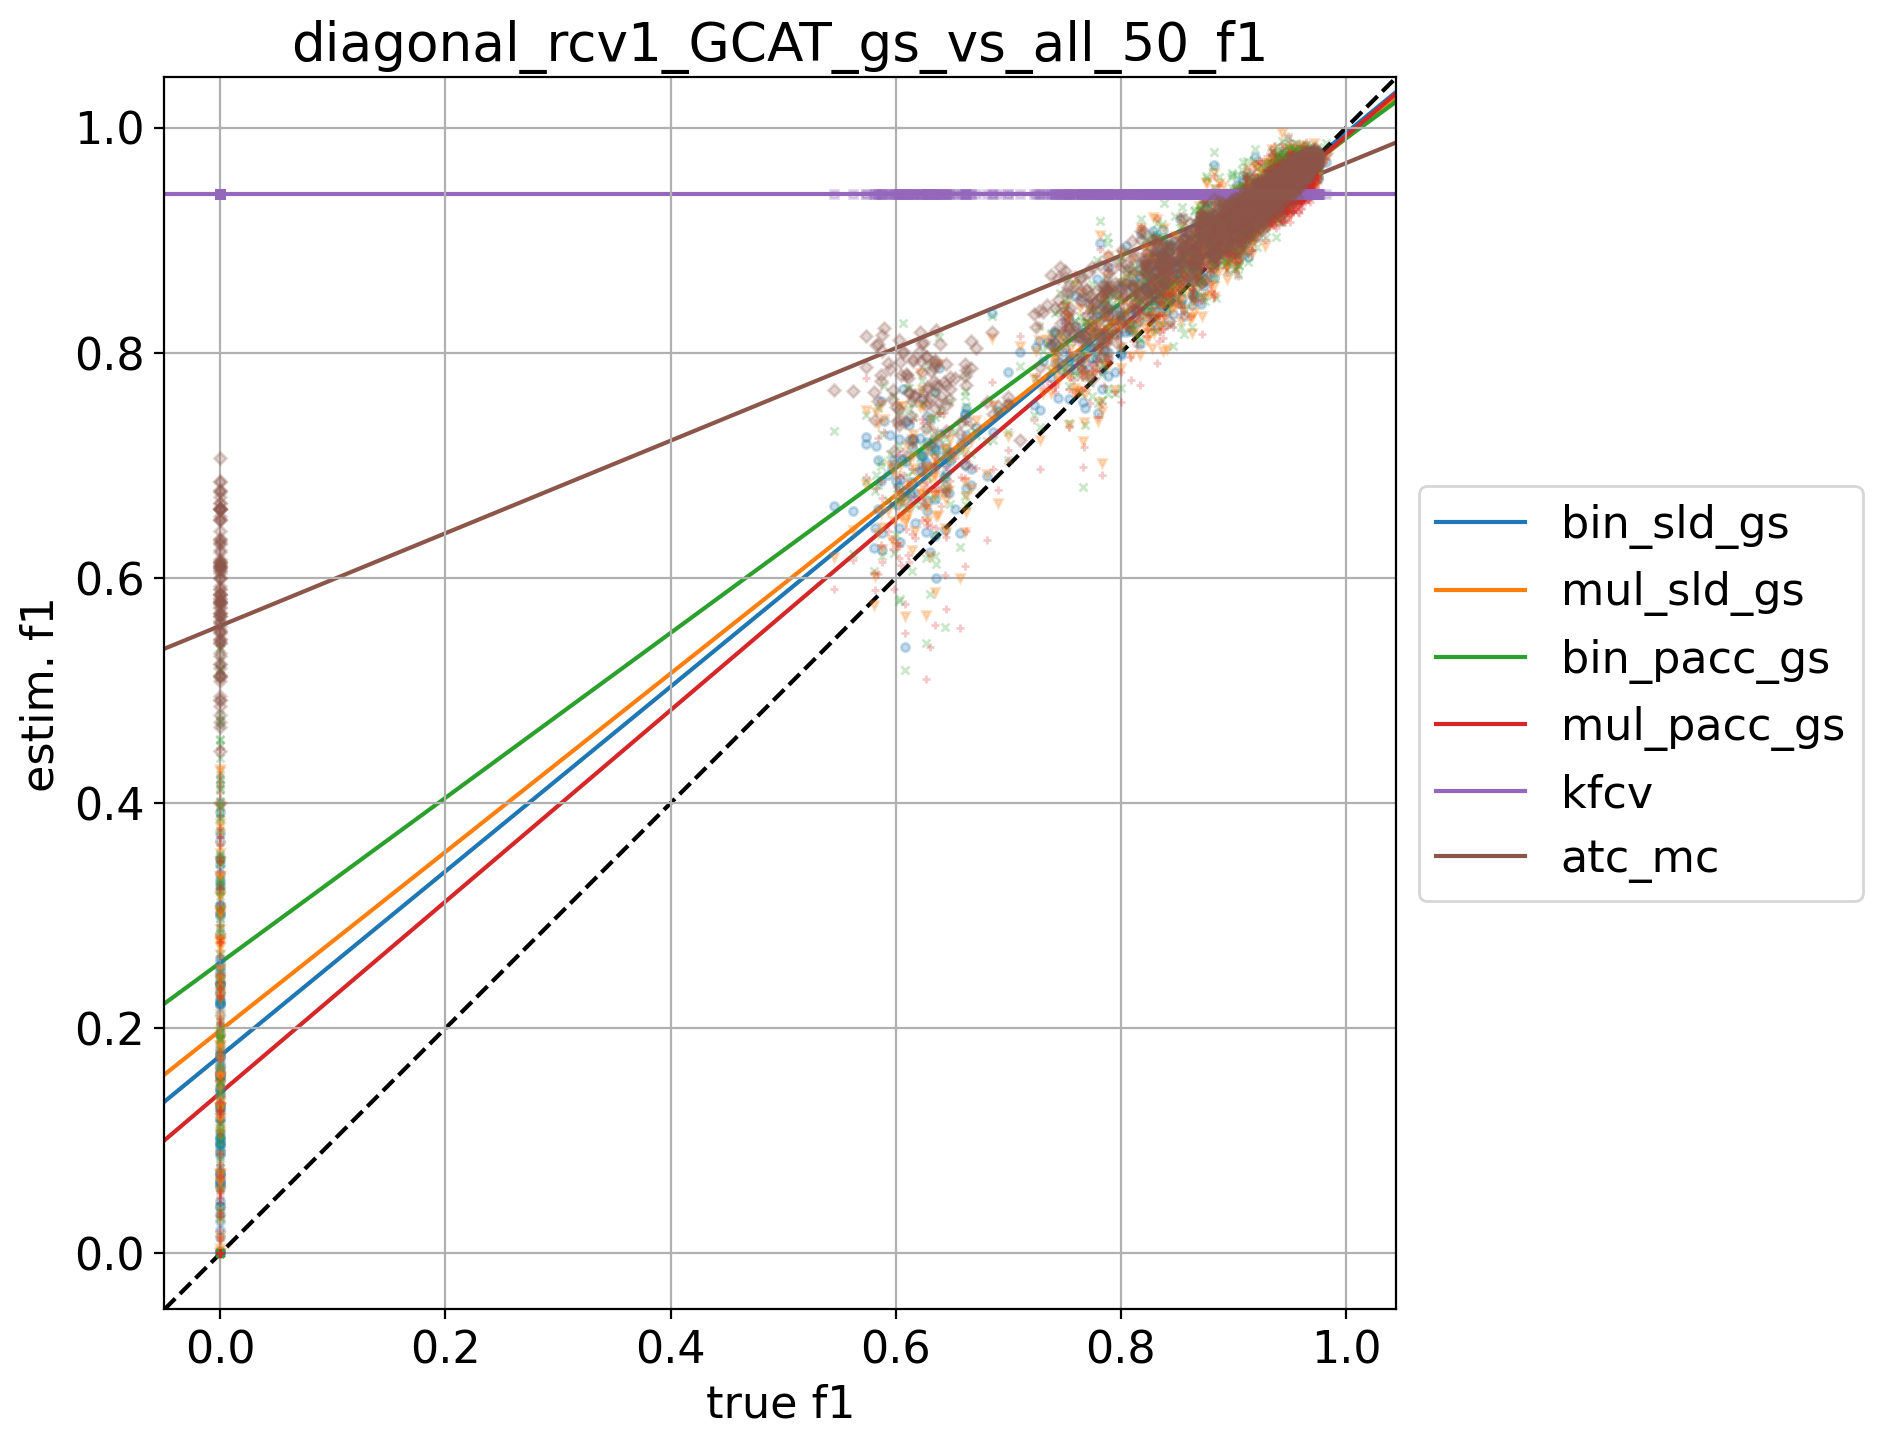 diagonal_rcv1_GCAT_gs_vs_all_50_f1
1.0
0.8
0.6
0.4
0.2
0.0
estim. f1
0.0 0.2 0.4 0.6 0.8 1.0
true f1
bin_sld_gs
mul_sld_gs
bin_pacc_gs
mul_pacc_gs
kfcv
atc_mc